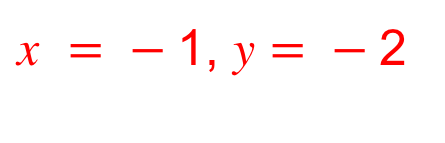 x = − 1, y = − 2